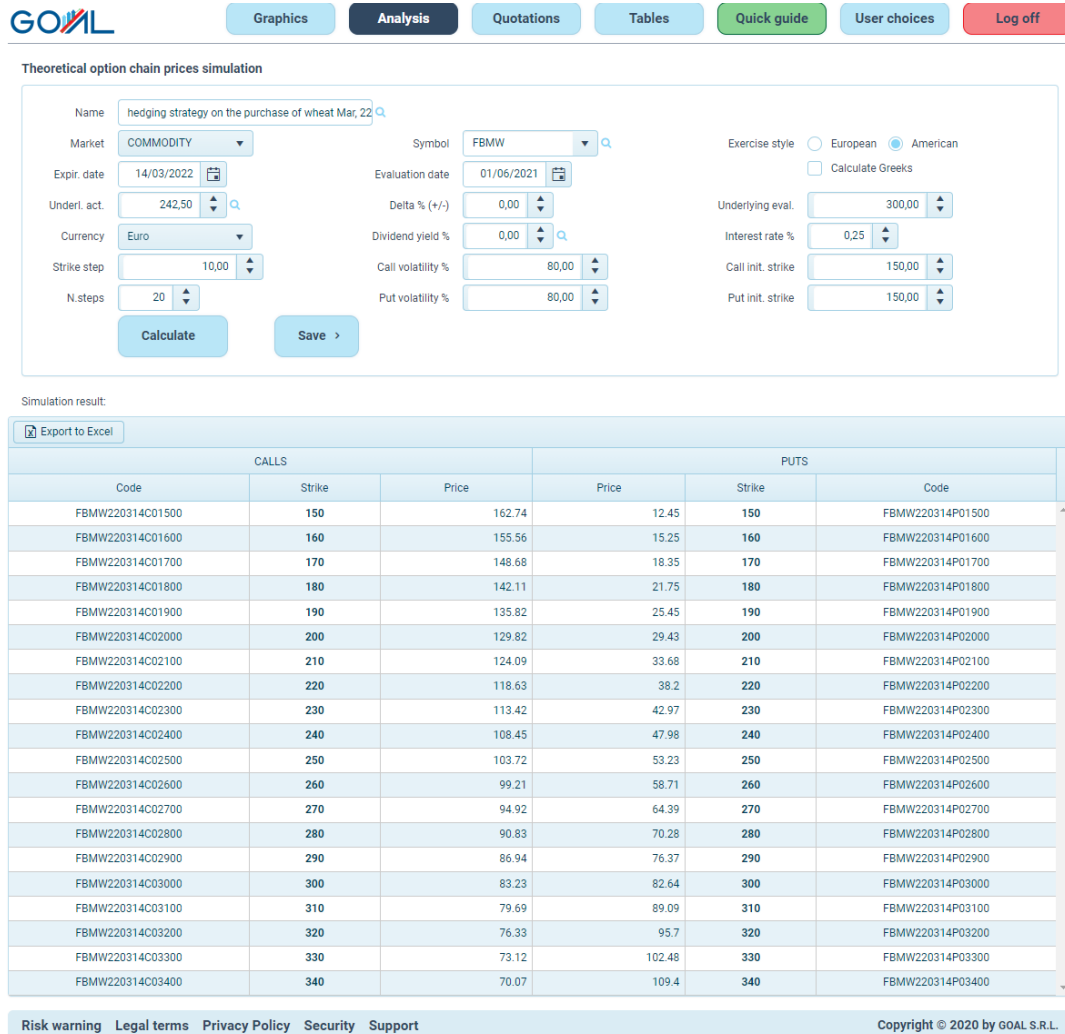 GOAL Graphics Analysis Quotations Tables Quick guide User choices Log off
Theoretical option chain prices simulation
Name hedging strategy on the purchase of wheat Mar, 22
Market COMMODITY Symbol FBMW Exercise style European American
Expir. date 14/03/2022 Evaluation date 01/06/2021 Calculate Greeks
Underl. act. 242,50 Delta % (+/-) 0,00 Underlying eval. 300,00
Currency Euro Dividend yield % 0,00 Interest rate % 0,25
Strike step 10,00 Call volatility % 80,00 Call init. strike 150,00
N.steps 20 Put volatility % 80,00 Put init. strike 150,00
Calculate Save ›
Simulation result:
Export to Excel
CALLS PUTS
Code Strike Price Price Strike Code
FBMW220314C01500 150 162.74 12.45 150 FBMW220314P01500
FBMW220314C01600 160 155.56 15.25 160 FBMW220314P01600
FBMW220314C01700 170 148.68 18.35 170 FBMW220314P01700
FBMW220314C01800 180 142.11 21.75 180 FBMW220314P01800
FBMW220314C01900 190 135.82 25.45 190 FBMW220314P01900
FBMW220314C02000 200 129.82 29.43 200 FBMW220314P02000
FBMW220314C02100 210 124.09 33.68 210 FBMW220314P02100
FBMW220314C02200 220 118.63 38.2 220 FBMW220314P02200
FBMW220314C02300 230 113.42 42.97 230 FBMW220314P02300
FBMW220314C02400 240 108.45 47.98 240 FBMW220314P02400
FBMW220314C02500 250 103.72 53.23 250 FBMW220314P02500
FBMW220314C02600 260 99.21 58.71 260 FBMW220314P02600
FBMW220314C02700 270 94.92 64.39 270 FBMW220314P02700
FBMW220314C02800 280 90.83 70.28 280 FBMW220314P02800
FBMW220314C02900 290 86.94 76.37 290 FBMW220314P02900
FBMW220314C03000 300 83.23 82.64 300 FBMW220314P03000
FBMW220314C03100 310 79.69 89.09 310 FBMW220314P03100
FBMW220314C03200 320 76.33 95.7 320 FBMW220314P03200
FBMW220314C03300 330 73.12 102.48 330 FBMW220314P03300
FBMW220314C03400 340 70.07 109.4 340 FBMW220314P03400
Risk warning Legal terms Privacy Policy Security Support Copyright © 2020 by GOAL S.R.L.